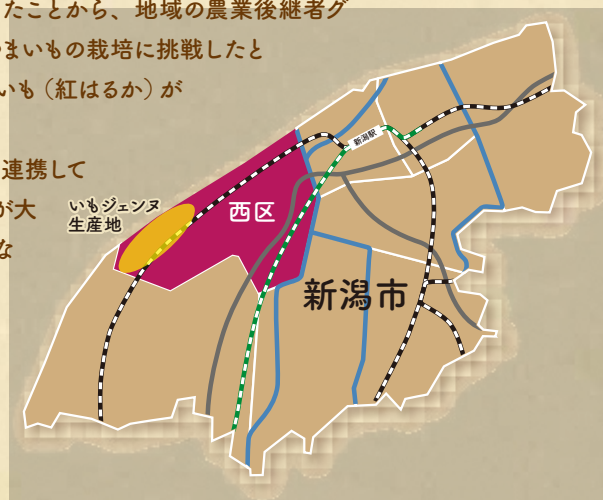 たことから、地域の農業後継者グ
つまいもの栽培に挑戦したと
いも（紅はるか）が
連携して
が大
な
いもジェンヌ
生産地
西区
新潟駅
新潟市